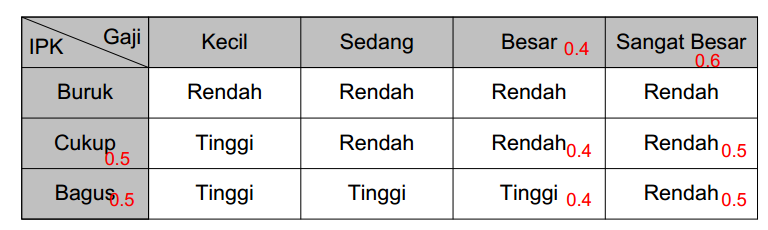 IPK Gaji Kecil Sedang Besar 0.4 Sangat Besar 0.6
Buruk Rendah Rendah Rendah Rendah
Cukup 0.5 Tinggi Rendah Rendah 0.4 Rendah 0.5
Bagus 0.5 Tinggi Tinggi Tinggi 0.4 Rendah 0.5